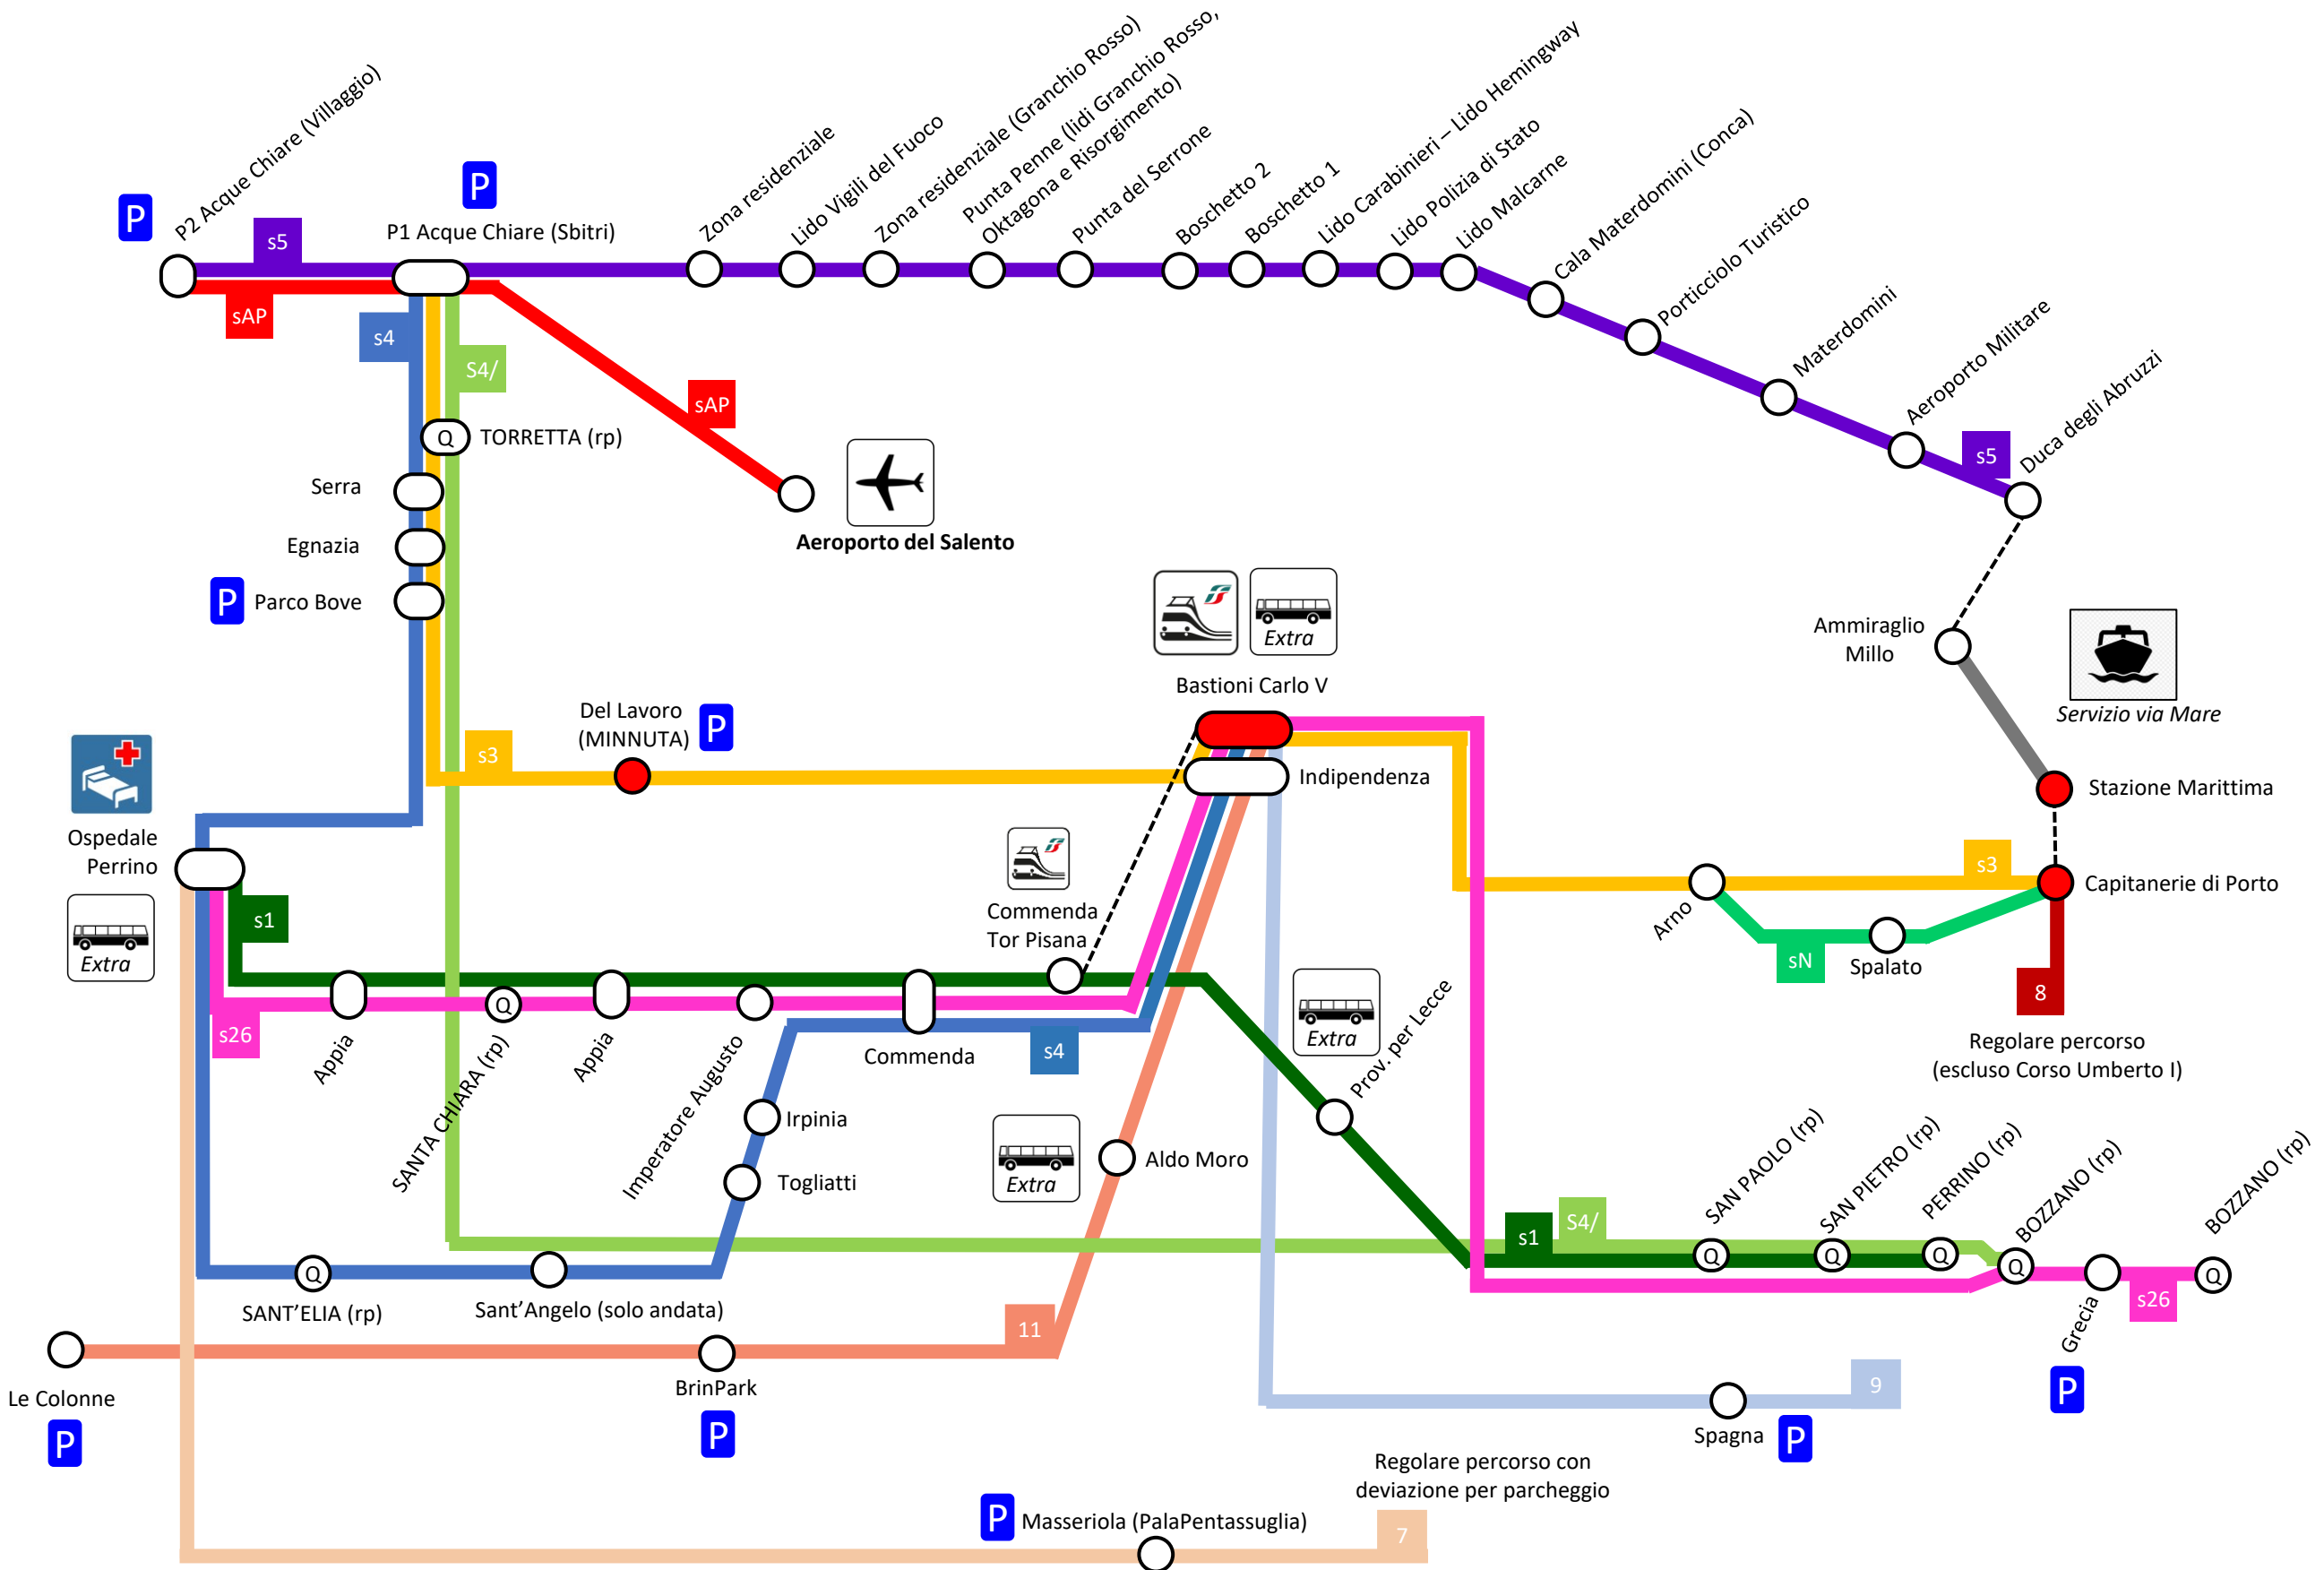 P2 Acque Chiare (Villaggio)
P
s5
sAP
P
P1 Acque Chiare (Sbitri)
Zona residenziale
Lido Vigili del Fuoco
Zona residenziale (Granchio Rosso)
Punta Penne (lidi Granchio Rosso,
Oktagona e Risorgimento)
Punta del Serrone
Boschetto 2
Boschetto 1
Lido Carabinieri – Lido Hemingway
Lido Polizia di Stato
Lido Malcarne
Cala Materdomini (Conca)
Porticciolo Turistico
Materdomini
Aeroporto Militare
s5
Duca degli Abruzzi
s4
S4/
sAP
Q
TORRETTA (rp)
Serra
Egnazia
P
Parco Bove
Aeroporto del Salento
Ammiraglio
Millo
Servizio via Mare
Stazione Marittima
Extra
Bastioni Carlo V
Indipendenza
Del Lavoro
(MINNUTA)
P
s3
Ospedale
Perrino
Extra
s1
s26
Appia
Q
SANTA CHIARA (rp)
Appia
Imperatore Augusto
Commenda
Commenda
Tor Pisana
s4
s3
Capitanerie di Porto
Arno
sN
Spalato
8
Regolare percorso
(escluso Corso Umberto I)
Extra
Prov. per Lecce
Irpinia
Togliatti
Extra
Aldo Moro
s1
S4/
SAN PAOLO (rp)
Q
SAN PIETRO (rp)
Q
PERRINO (rp)
Q
BOZZANO (rp)
Q
Grecia
P
s26
BOZZANO (rp)
Q
Q
SANT'ELIA (rp)
Sant'Angelo (solo andata)
11
Le Colonne
P
BrinPark
P
9
Spagna
P
Regolare percorso con
deviazione per parcheggio
P
Masseriola (PalaPentassuglia)
7